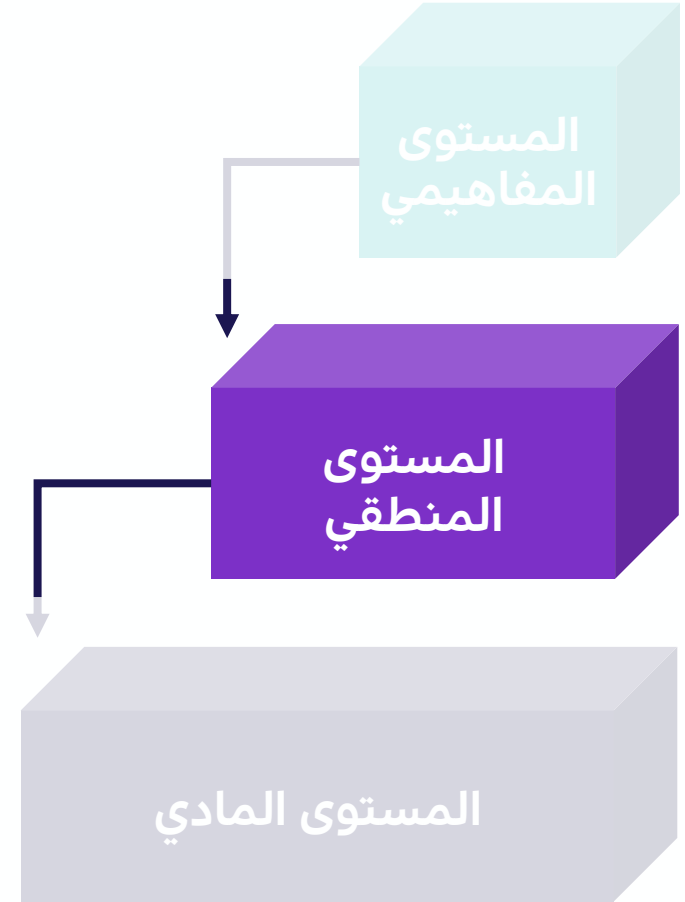 المستوى
المفاهيمي
المستوى
المنطقي
المستوى المادي